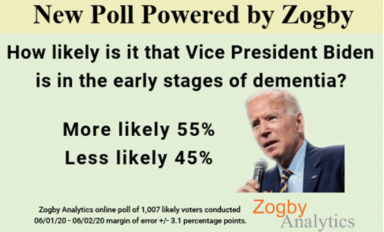 New Poll Powered by Zogby
How likely is it that Vice President Biden
is in the early stages of dementia?
More likely 55%
Less likely 45%
Zogby Analytics online poll of 1,007 likely voters conducted
06/01/20 - 06/02/20 margin of error +/- 3.1 percentage points.
Zogby
Analytics